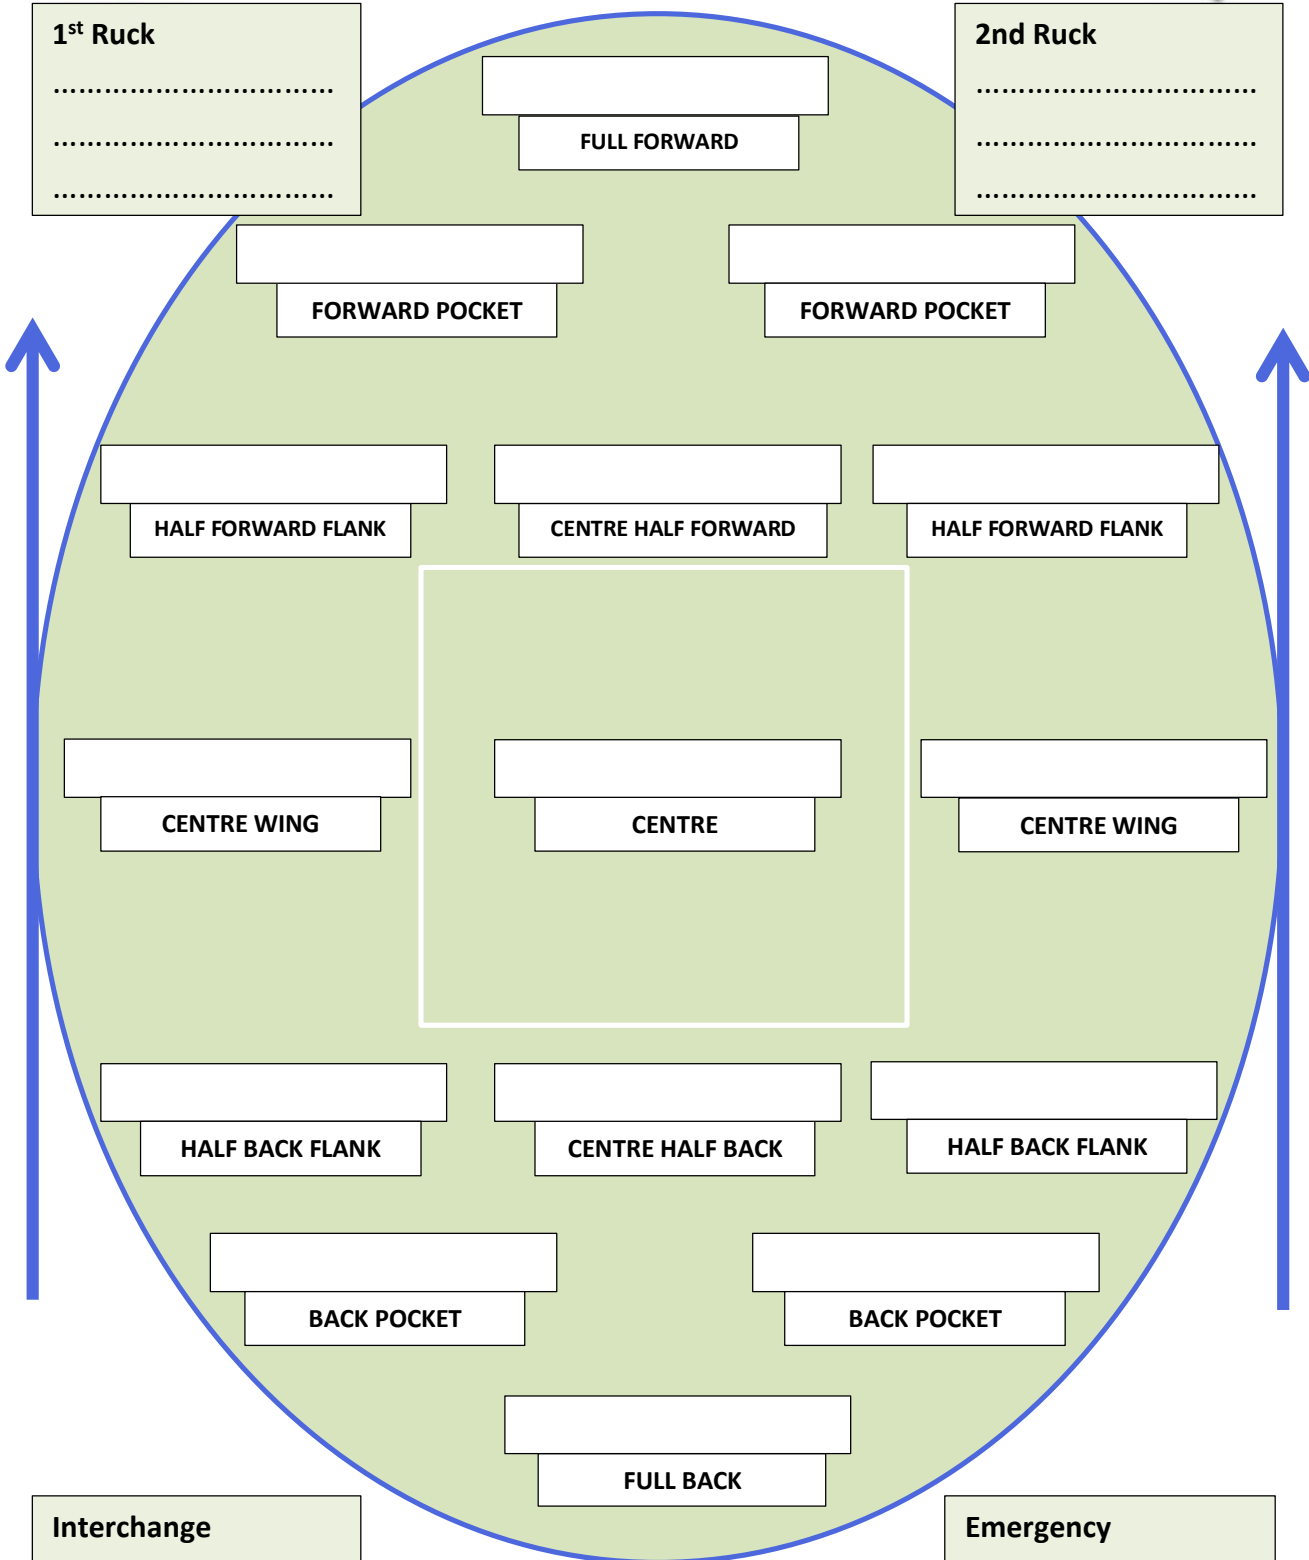 1st Ruck
.................................
.................................
.................................
2nd Ruck
.................................
.................................
.................................
FULL FORWARD
FORWARD POCKET
FORWARD POCKET
HALF FORWARD FLANK
CENTRE HALF FORWARD
HALF FORWARD FLANK
CENTRE WING
CENTRE
CENTRE WING
HALF BACK FLANK
CENTRE HALF BACK
HALF BACK FLANK
BACK POCKET
BACK POCKET
FULL BACK
Interchange
Emergency